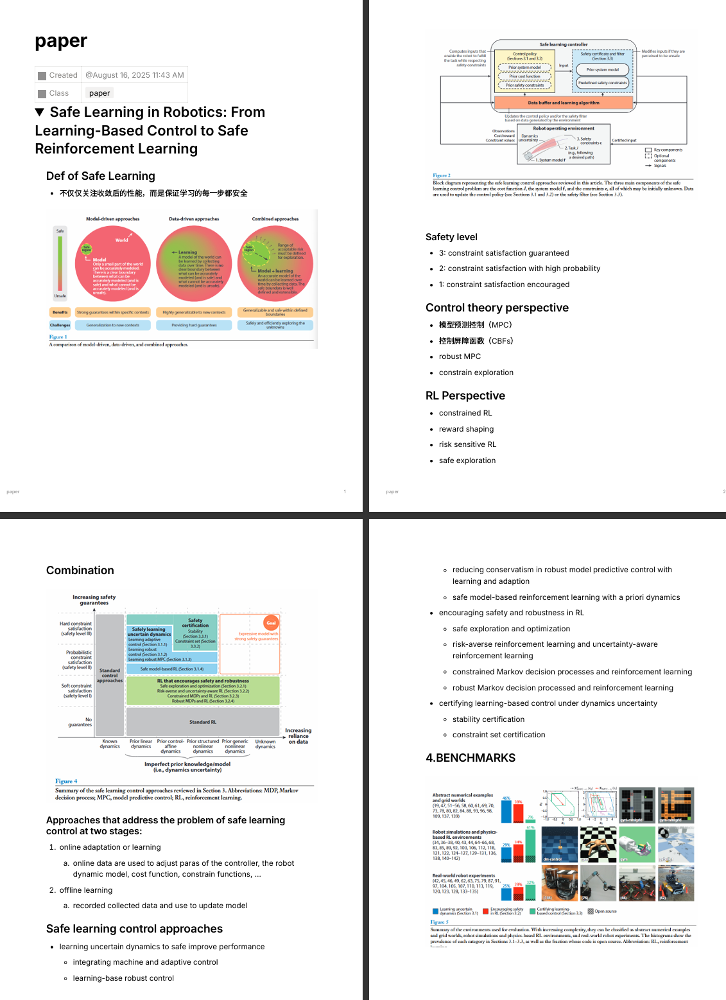 paper
Created @August 16, 2025 11:43 AM
Class paper
Safe Learning in Robotics: From
Learning-Based Control to Safe
Reinforcement Learning
Def of Safe Learning
不仅仅关注收敛后的性能，而是保证学习的每一步都安全
Model-driven approaches
Data-driven approaches
Combined approaches
Safe
Unsafe
World
Safe
region
Model
Only a small part of the world
can be accurately modeled.
There is a clear boundary
between what can be
accurately modeled (and is
safe) and what cannot be
accurately modeled (and is
unsafe).
Learning
A model of the world can
be learned by collecting
data over time. There is no
clear boundary between
what can be accurately
modeled (and is safe) and
what cannot be accurately
modeled (and is unsafe).
Safe
region
Range of
acceptable risk
must be defined
for exploration.
Model + learning
An accurate model of the
world can be learned over
time by collecting data. The
safe boundary is well
defined and extensible.
Benefits
Strong guarantees within specific contexts
Highly generalizable to new contexts
Generalizable and safe within defined
boundaries
Challenges
Generalization to new contexts
Providing hard guarantees
Safely and efficiently exploring the
unknowns
Figure 1
A comparison of model-driven, data-driven, and combined approaches.
paper 1
Safe learning controller
Computes inputs that
enable the robot to fulfill
the task while respecting
safety constraints
Control policy
(Sections 3.1 and 3.2)
Prior system model
Prior cost function
Prior safety constraints
Input
Safety certificate and filter
(Section 3.3)
Prior system model
Predefined safety constraints
Modifies inputs if they are
perceived to be unsafe
Data buffer and learning algorithm
Updates the control policy and/or the safety filter
based on data generated by the environment
Robot operating environment
Observations
Cost/reward
Constraint values
Dynamics
uncertainty
3. Safety
constraints c
2. Task J
(e.g., following
a desired path)
1. System model f
Certified input
Key components
Optional
components
Signals
Figure 2
Block diagram representing the safe learning control approaches reviewed in this article. The three main components of the safe
learning control problem are the cost function J, the system model f, and the constraints c, all of which may be initially unknown. Data
are used to update the control policy (see Sections 3.1 and 3.2) or the safety filter (see Section 3.3).
Safety level
3: constraint satisfaction guaranteed
2: constraint satisfaction with high probability
1: constraint satisfaction encouraged
Control theory perspective
模型预测控制（MPC）
控制屏障函数（CBFs）
robust MPC
constrain exploration
RL Perspective
constrained RL
reward shaping
risk sensitive RL
safe exploration
paper 2
Combination
Increasing safety
guarantees
Hard constraint
satisfaction
(safety level III)
Probabilistic
constraint
satisfaction
(safety level II)
Soft constraint
satisfaction
(safety level I)
No
guarantees
Standard
control
approaches
Safely learning
uncertain dynamics
Learning adaptive
control (Section 3.1.1)
Learning robust
control (Section 3.1.2)
Learning robust MPC (Section 3.1.3)
Safety
certification
Stability
(Section 3.3.1)
Constraint set (Section
3.3.2)
Safe model-based RL (Section 3.1.4)
Goal
Expressive model with
strong safety guarantees
RL that encourages safety and robustness
Safe exploration and optimization (Section 3.2.1)
Risk-averse and uncertainty-aware RL (Section 3.2.2)
Constrained MDPs and RL (Section 3.2.3)
Robust MDPs and RL (Section 3.2.4)
Standard RL
Increasing
reliance
on data
Known
dynamics
Prior linear
dynamics
Prior control-
affine
dynamics
Prior structured
nonlinear
dynamics
Prior generic
nonlinear
dynamics
Unknown
dynamics
Imperfect prior knowledge/model
(i.e., dynamics uncertainty)
Figure 4
Summary of the safe learning control approaches reviewed in Section 3. Abbreviations: MDP, Markov
decision process; MPC, model predictive control; RL, reinforcement learning.
Approaches that address the problem of safe learning
control at two stages:
1. online adaptation or learning
a. online data are used to adjust paras of the controller, the robot
dynamic model, cost function, constrain functions, ...
2. offline learning
a. recorded collected data and use to update model
Safe learning control approaches
learning uncertain dynamics to safe improve performance
integrating machine and adaptive control
learning-base robust control
reducing conservatism in robust model predictive control with
learning and adaption
safe model-based reinforcement learning with a priori dynamics
encouraging safety and robustness in RL
safe exploration and optimization
risk-averse reinforcement learning and uncertainty-aware
reinforcement learning
constrained Markov decision processes and reinforcement learning
robust Markov decision processed and reinforcement learning
certifying learning-based control under dynamics uncertainty
stability certification
constraint set certification
4.BENCHMARKS
Abstract numerical examples
and grid worlds
(39, 47, 51–56, 58, 60, 61, 69, 70,
73, 78, 80, 82, 84, 88, 93, 96, 98,
109, 137, 139)
46%
38%
7%
gym-minigrid
gym-minigrid
Robot simulations and physics-
based RL environments
(34, 36–38, 40, 43, 44, 64–66, 68,
83, 85, 89, 92, 103, 106, 112, 118,
121, 122, 124–127, 129–131, 136,
138, 140–142)
29%
14%
61%
dm-control
gym
Real-world robot experiments
(42, 45, 46, 49, 62, 63, 75, 79, 87, 91,
97, 104, 105, 107, 110, 113, 119,
120, 123, 128, 133–135)
25%
28%
32%
(135)
(75)
(46)
(62)
Learning uncertain
dynamics (Section 3.1)
Encouraging safety
in RL (Section 3.2)
Certifying learning-
based control (Section 3.3)
Open source
Figure 5
Summary of the environments used for evaluation. With increasing complexity, they can be classified as abstract numerical examples
and grid worlds, robot simulations and physics-based RL environments, and real-world robot experiments. The histograms show the
prevalence of each category in Sections 3.1–3.3, as well as the fraction whose code is open source. Abbreviation: RL, reinforcement